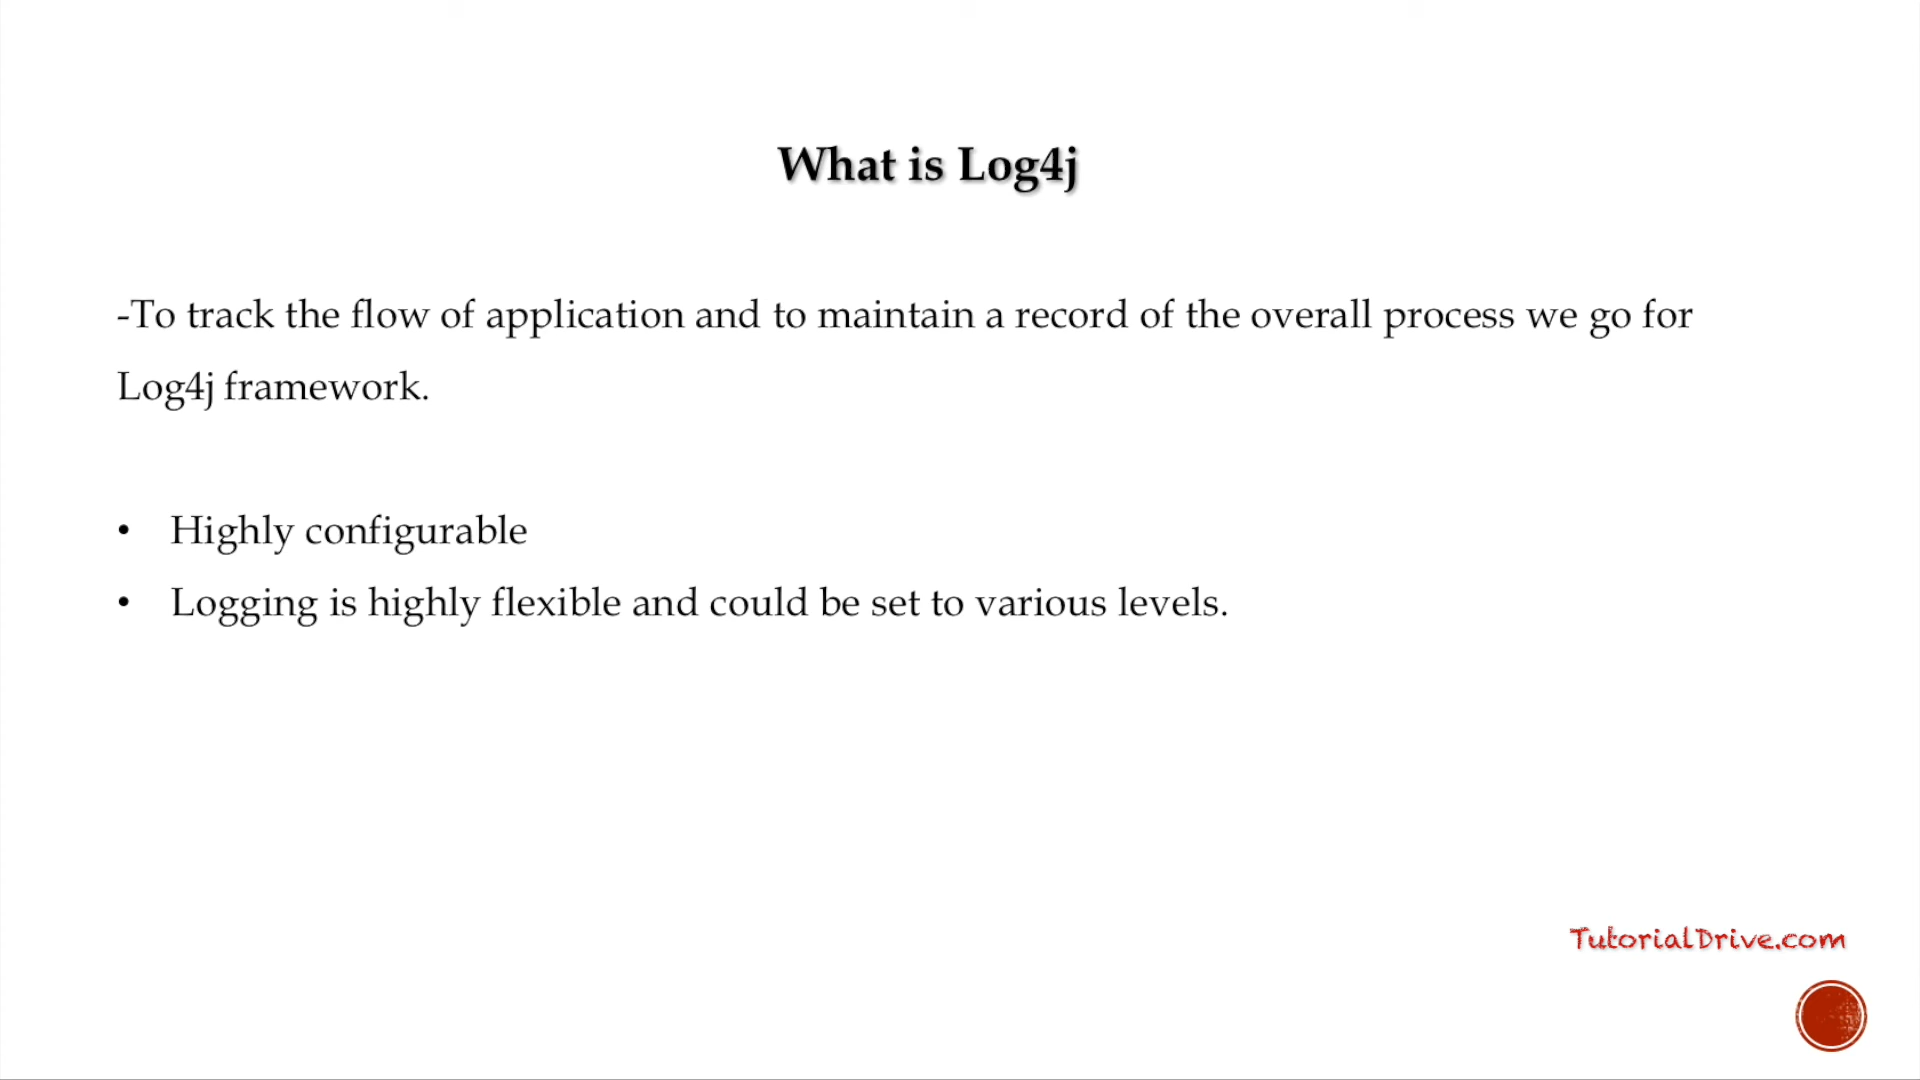 What is Log4j
-To track the flow of application and to maintain a record of the overall process we go for
Log4j framework.
• Highly configurable
• Logging is highly flexible and could be set to various levels.
TutorialDrive.com